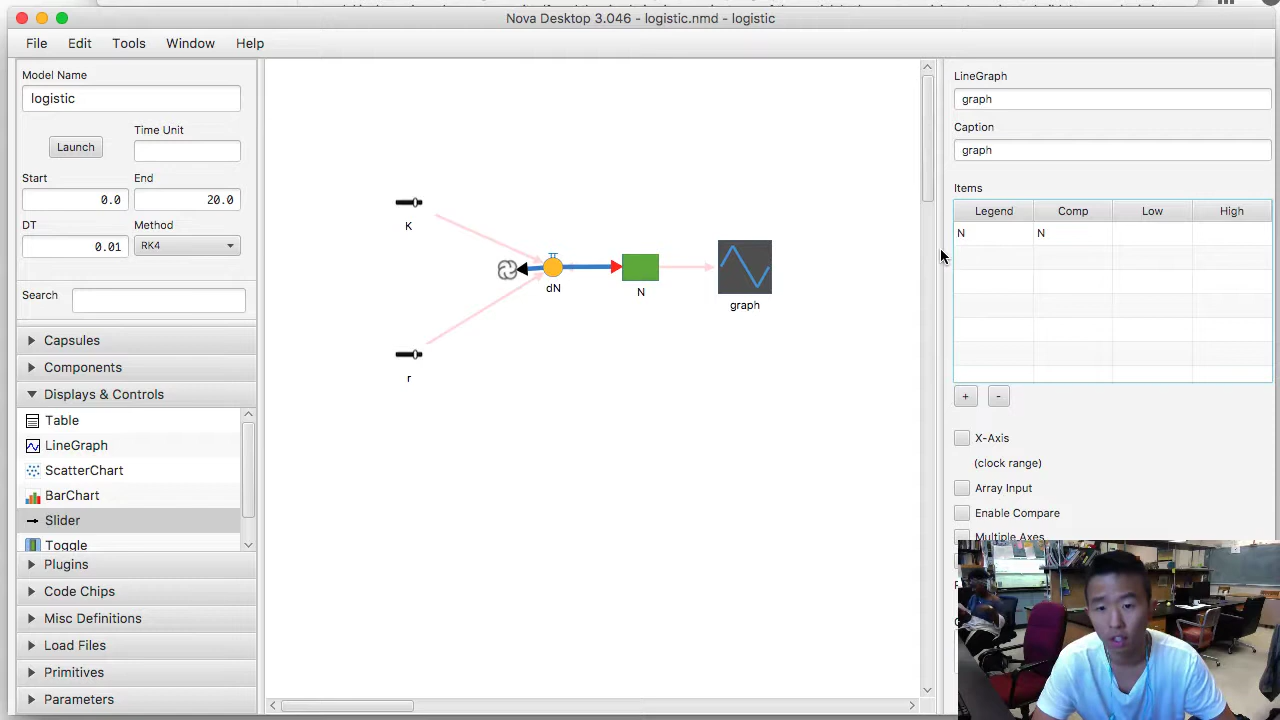 Nova Desktop 3.046 - logistic.nmd - logistic
File Edit Tools Window Help
Model Name
logistic
Launch
Time Unit
Start
End
0.0
20.0
DT
Method
0.01
RK4
Search
Capsules
Components
Displays & Controls
Table
LineGraph
ScatterChart
BarChart
Slider
Toggle
Plugins
Code Chips
Misc Definitions
Load Files
Primitives
Parameters
K
dN
N
graph
r
LineGraph
graph
Caption
graph
Items
Legend Comp Low High
N N
+ -
X-Axis
(clock range)
Array Input
Enable Compare
Multiple Axes